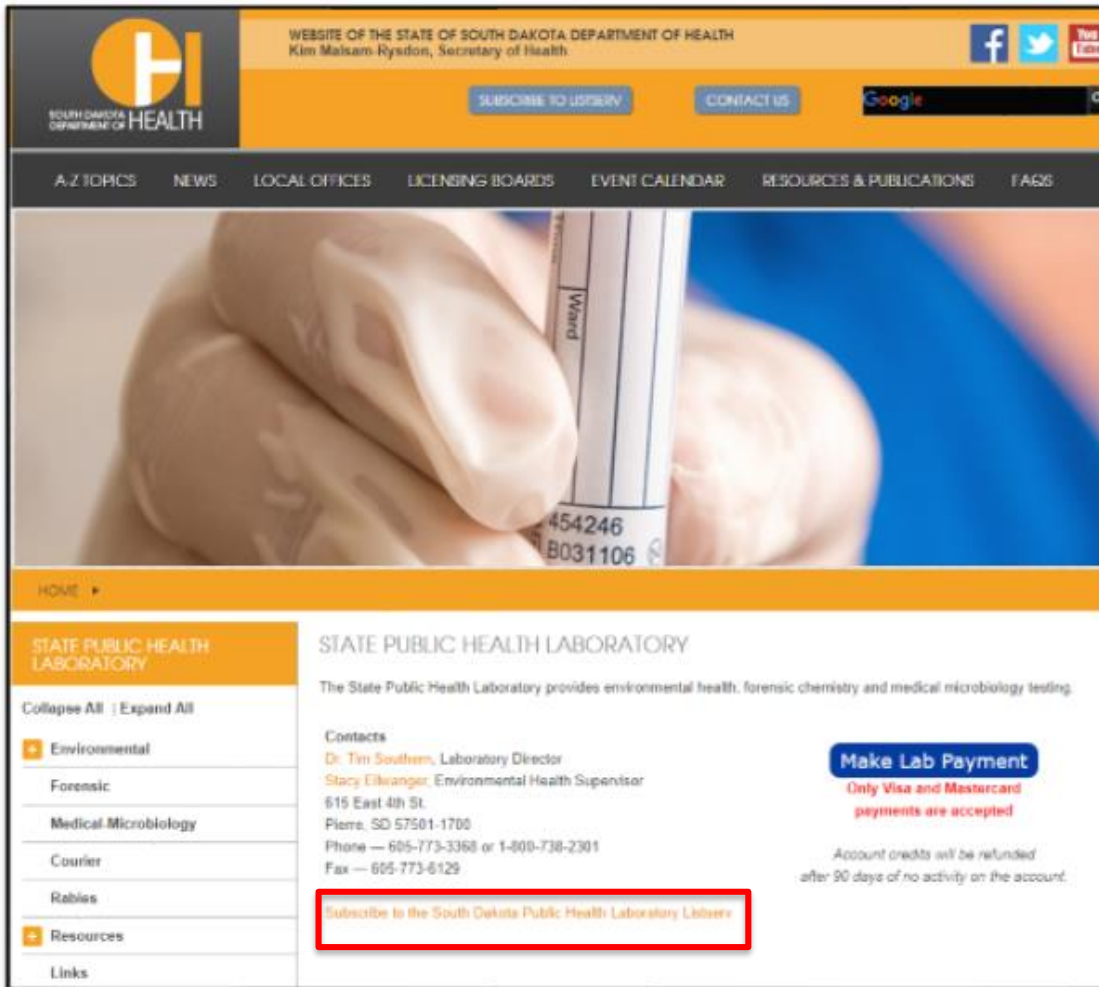 WEBSITE OF THE STATE OF SOUTH DAKOTA DEPARTMENT OF HEALTH
Kim Malsam-Rysdon, Secretary of Health
SOUTH DAKOTA
DEPARTMENT OF HEALTH
SUBSCRIBE TO LISTSERV
CONTACT US
Google
You
Tube
A-Z TOPICS NEWS LOCAL OFFICES LICENSING BOARDS EVENT CALENDAR RESOURCES & PUBLICATIONS FAQS
Ward
454246
B031106
HOME
STATE PUBLIC HEALTH
LABORATORY
Collapse All | Expand All
Environmental
Forensic
Medical-Microbiology
Courier
Rabies
Resources
Links
STATE PUBLIC HEALTH LABORATORY
The State Public Health Laboratory provides environmental health, forensic chemistry and medical microbiology testing.
Contacts
Dr. Tim Southern, Laboratory Director
Stacy Ellwanger, Environmental Health Supervisor
615 East 4th St.
Pierre, SD 57501-1700
Phone — 605-773-3368 or 1-800-738-2301
Fax — 605-773-6129
Subscribe to the South Dakota Public Health Laboratory Listserv
Make Lab Payment
Only Visa and Mastercard
payments are accepted
Account credits will be refunded
after 90 days of no activity on the account.